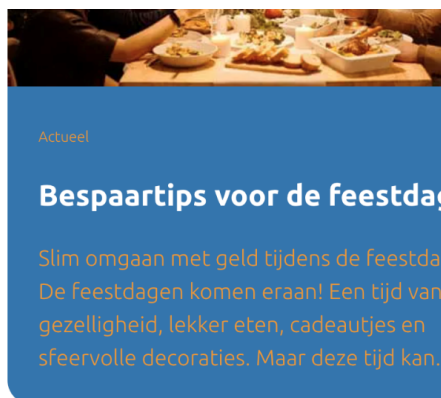 Actueel
Bespaartips voor de feestdag
Slim omgaan met geld tijdens de feestda
De feestdagen komen eraan! Een tijd van
gezelligheid, lekker eten, cadeautjes en
sfeervolle decoraties. Maar deze tijd kan.